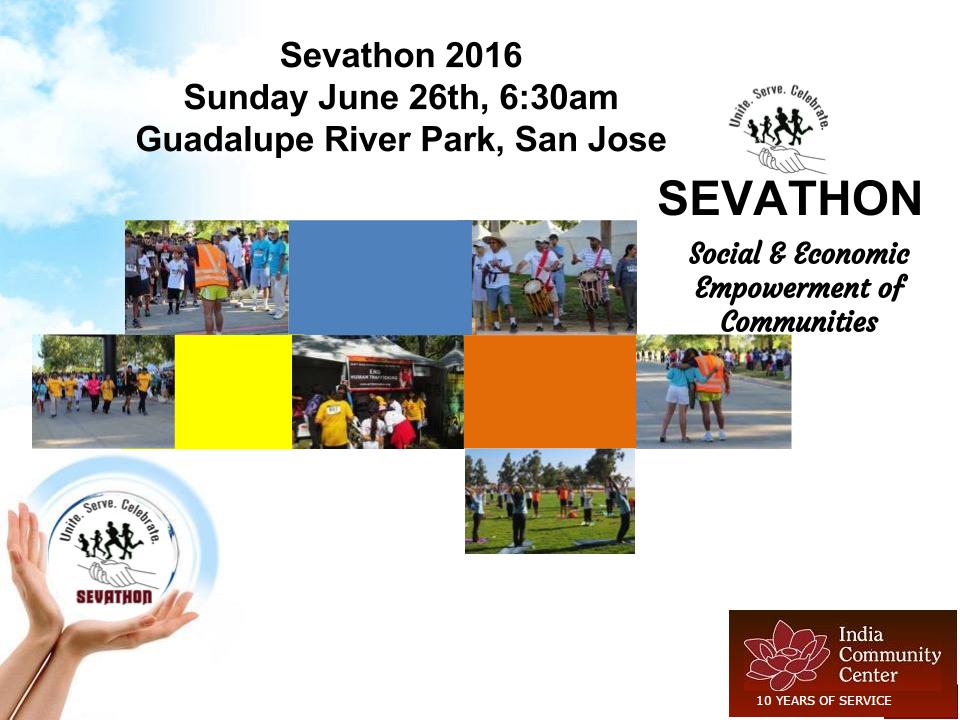 Sevathon 2016
Sunday June 26th, 6:30am
Guadalupe River Park, San Jose
Unite. Serve. Celebrate.
SEVATHON
Social & Economic
Empowerment of
Communities
END
HUMAN TRAFFICKING
Unite. Serve. Celebrate.
SEVATHON
India
Community
Center
10 YEARS OF SERVICE